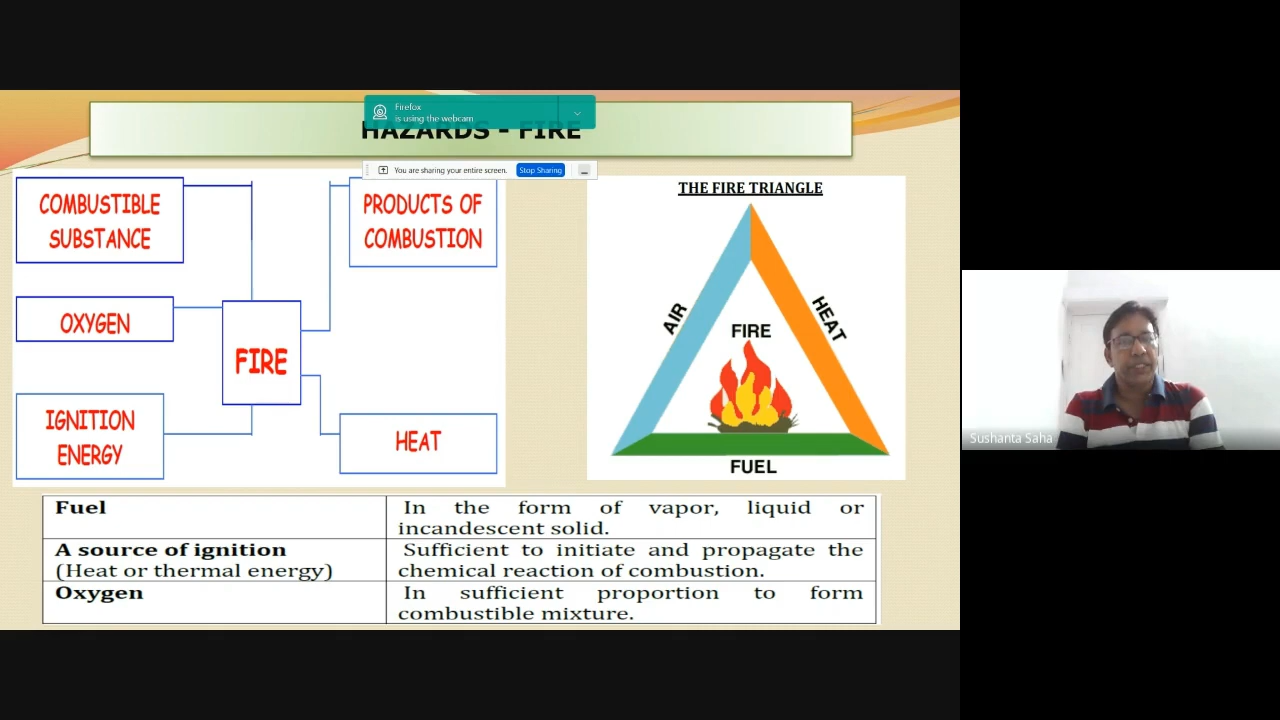 Firefox
is using the webcam
HAZARDS - FIRE
You are sharing your entire screen.
Stop Sharing
COMBUSTIBLE
SUBSTANCE
PRODUCTS OF
COMBUSTION
OXYGEN
FIRE
IGNITION
ENERGY
HEAT
THE FIRE TRIANGLE
AIR
HEAT
FIRE
FUEL
Fuel
In the form of vapor, liquid or
incandescent solid.
A source of ignition
(Heat or thermal energy)
Sufficient to initiate and propagate the
chemical reaction of combustion.
Oxygen
In sufficient proportion to form
combustible mixture.
Sushanta Saha